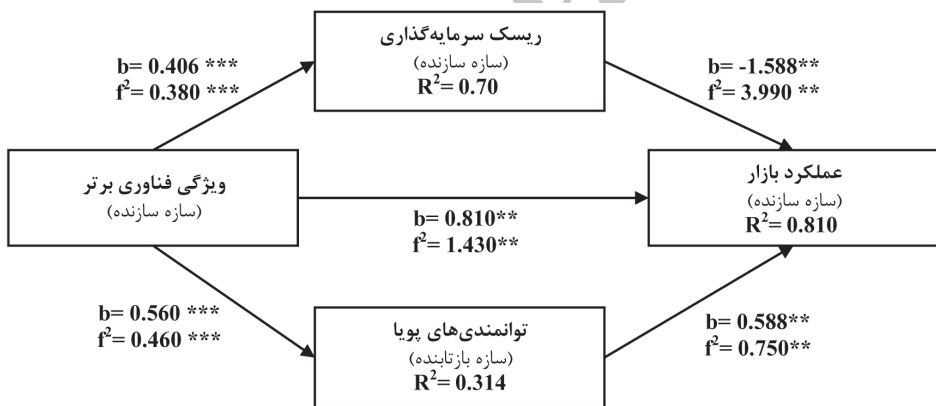 ریسک سرمایه‌گذاری
(سازه سازنده)
R²= 0.70
b= 0.406 ***
f²= 0.380 ***
b= -1.588**
f²= 3.990 **
ویژگی فناوری برتر
(سازه سازنده)
b= 0.810**
f²= 1.430**
عملکرد بازار
(سازه سازنده)
R²= 0.810
b= 0.560 ***
f²= 0.460 ***
توانمندی‌های پویا
(سازه بازتابنده)
R²= 0.314
b= 0.588**
f²= 0.750**